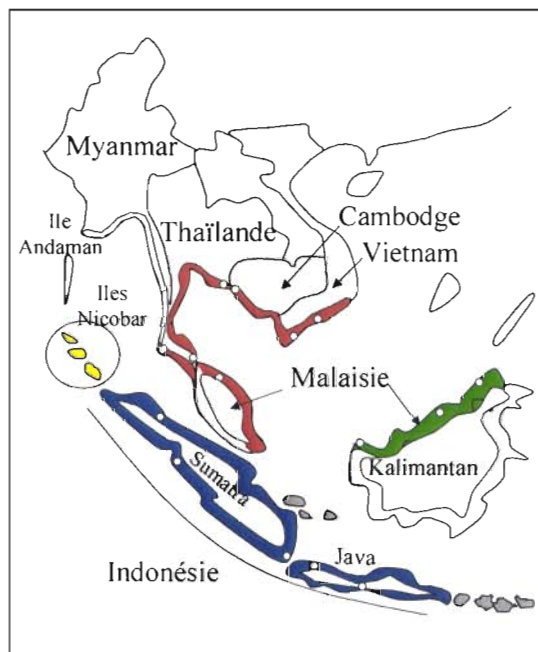 Myanmar
Ile
Andaman
Thaïlande
Cambodge
Vietnam
Iles
Nicobar
Malaisie
Kalimantan
Sumatra
Java
Indonésie